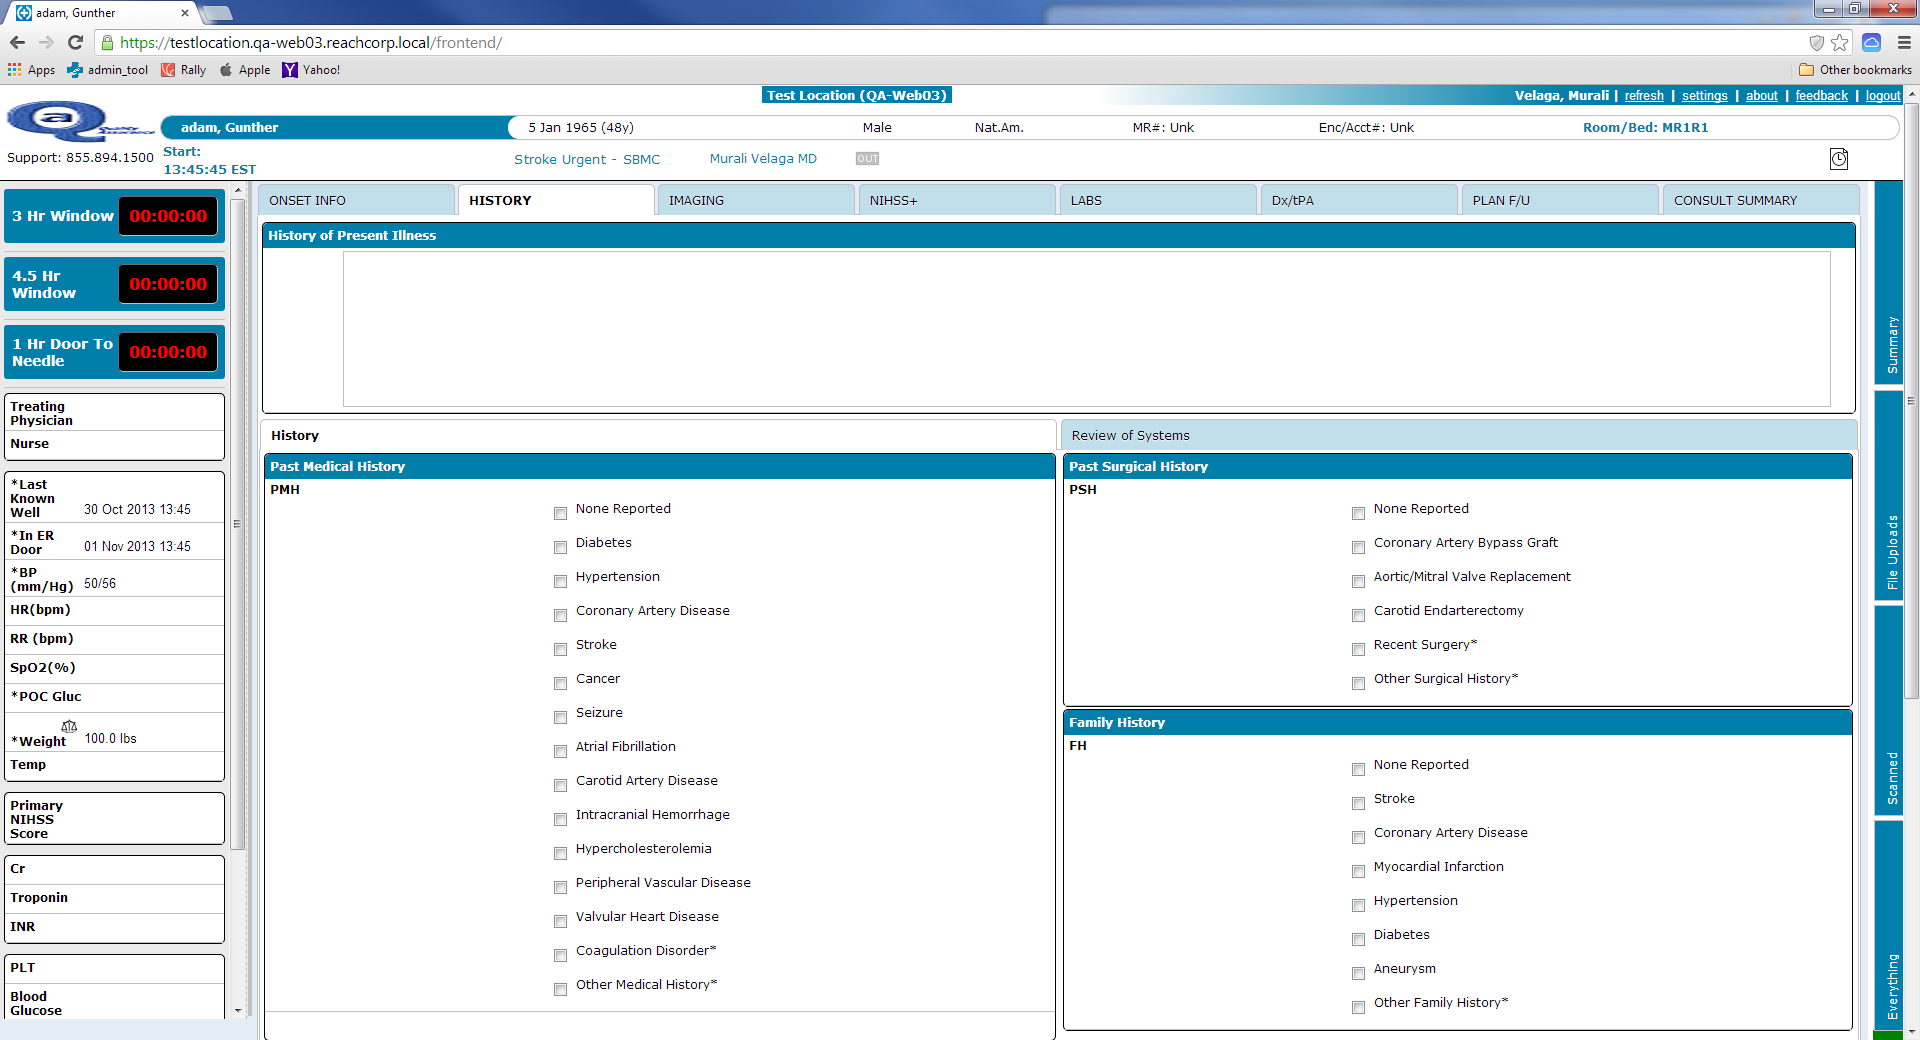 adam, Gunther
https://testlocation.qa-web03.reachcorp.local/frontend/
Apps admin_tool Rally Apple Yahoo! Other bookmarks
Test Location (QA-Web03) Velaga, Murali | refresh | settings | about | feedback | logout
a
Quality Assurance
adam, Gunther 5 Jan 1965 (48y) Male Nat.Am. MR#: Unk Enc/Acct#: Unk Room/Bed: MR1R1
Support: 855.894.1500 Start:
13:45:45 EST
Stroke Urgent - SBMC Murali Velaga MD OUT
3 Hr Window 00:00:00
4.5 Hr
Window 00:00:00
1 Hr Door To
Needle 00:00:00
Treating
Physician
Nurse
*Last
Known
Well 30 Oct 2013 13:45
*In ER
Door 01 Nov 2013 13:45
*BP
(mm/Hg) 50/56
HR(bpm)
RR (bpm)
SpO2(%)
*POC Gluc
*Weight 100.0 lbs
Temp
Primary
NIHSS
Score
Cr
Troponin
INR
PLT
Blood
Glucose
ONSET INFO HISTORY IMAGING NIHSS+ LABS Dx/tPA PLAN F/U CONSULT SUMMARY
History of Present Illness
History Review of Systems
Past Medical History
PMH
None Reported
Diabetes
Hypertension
Coronary Artery Disease
Stroke
Cancer
Seizure
Atrial Fibrillation
Carotid Artery Disease
Intracranial Hemorrhage
Hypercholesterolemia
Peripheral Vascular Disease
Valvular Heart Disease
Coagulation Disorder*
Other Medical History*
Past Surgical History
PSH
None Reported
Coronary Artery Bypass Graft
Aortic/Mitral Valve Replacement
Carotid Endarterectomy
Recent Surgery*
Other Surgical History*
Family History
FH
None Reported
Stroke
Coronary Artery Disease
Myocardial Infarction
Hypertension
Diabetes
Aneurysm
Other Family History*
Summary
File Uploads
Scanned
Everything